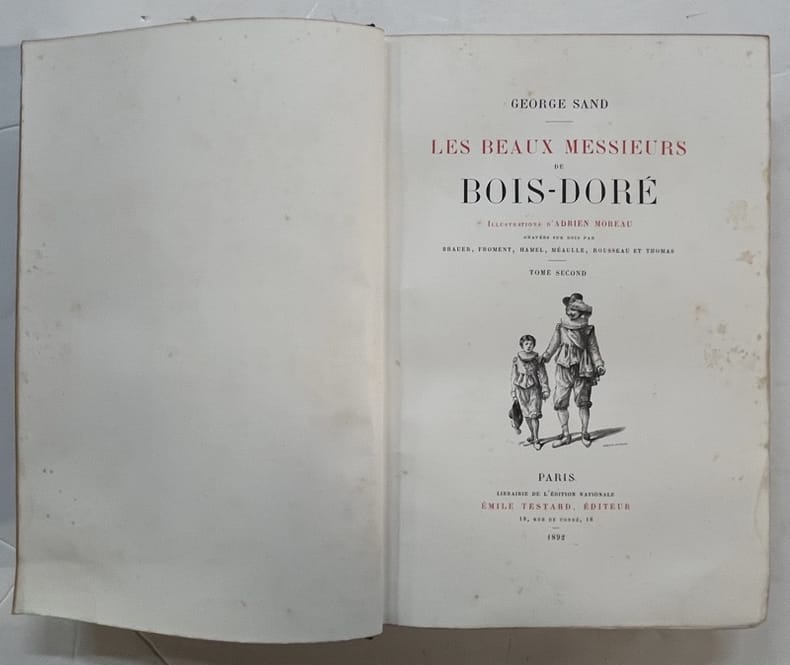 GEORGE SAND
LES BEAUX MESSIEURS
DE
BOIS-DORÉ
ILLUSTRATIONS D'ADRIEN MOREAU
GRAVÉES SUR BOIS PAR
BRAUER, FROMENT, HAMEL, MÉAULLE, ROUSSEAU ET THOMAS
TOME SECOND
PARIS
LIBRAIRIE DE L'ÉDITION NATIONALE
ÉMILE TESTARD, ÉDITEUR
18, RUE DE CONDÉ, 18
1892